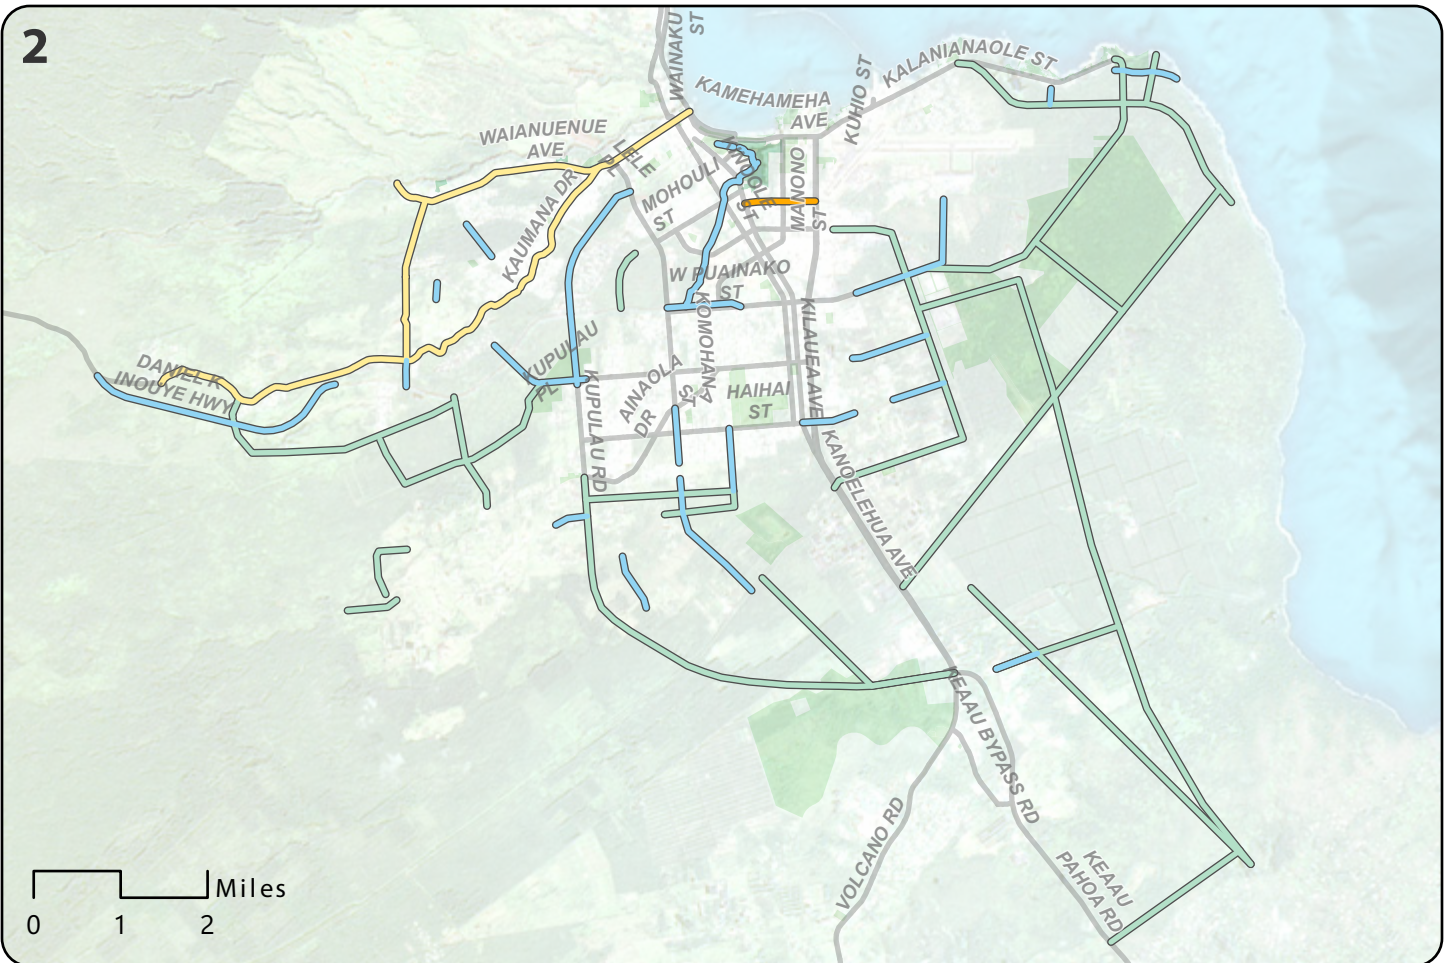 2
WAINAKU
ST
KAMEHAMEHA
AVE
KUHIO ST
KALANIANAOLE ST
WAIANUENUE
AVE
LELE
MOHOULI
ST
MANONO
ST
KAUMANA DR
W PUAINAKO
ST
KOMOHANA
ST
KILAUEA AVE
DANIEL K
INOUYE HWY
KUPULAU
PL
AINAOLA
DR
HAIHAI
ST
KUPULAU RD
KANOELEHUA AVE
KEAAU BYPASS RD
VOLCANO RD
KEAAU
PAHOA RD
Miles
0 1 2